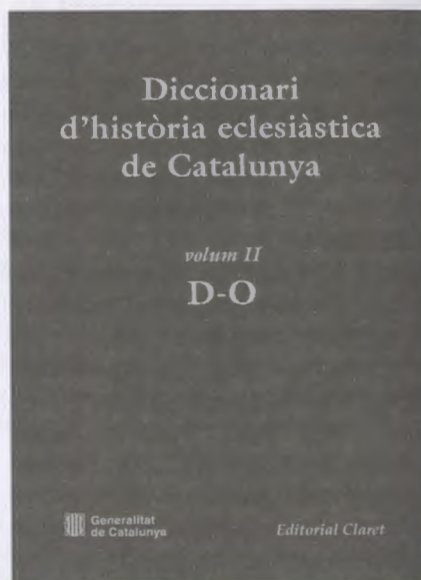 Diccionari
d'història eclesiàstica
de Catalunya
volum II
D-O
Generalitat
de Catalunya
Editorial Claret